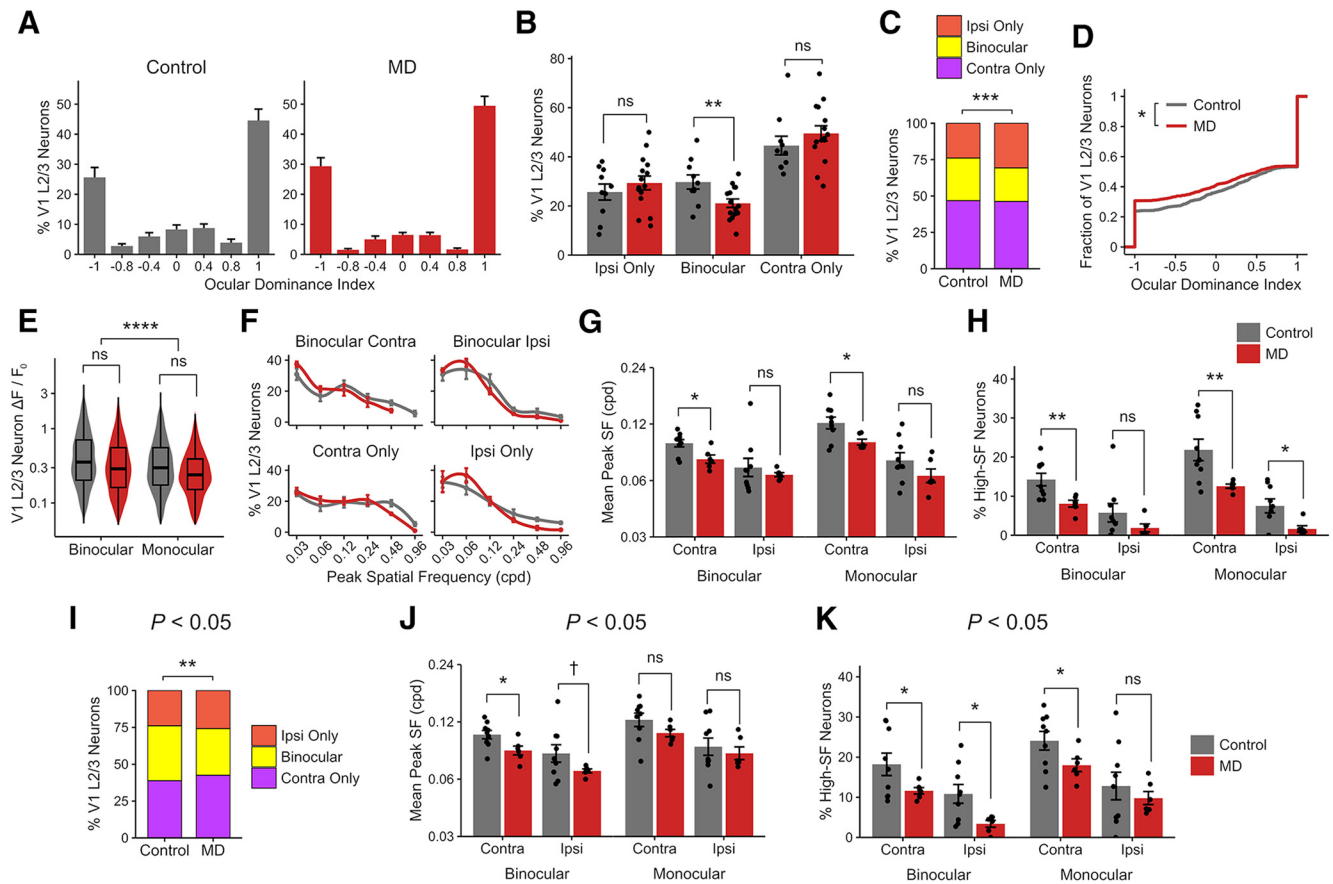 A
Control
MD
% V1 L2/3 Neurons
50
40
30
20
10
0
-1 -0.8 -0.4 0 0.4 0.8 1
-1 -0.8 -0.4 0 0.4 0.8 1
Ocular Dominance Index
B
% V1 L2/3 Neurons
80
60
40
20
0
ns
**
ns
Ipsi Only
Binocular
Contra Only
C
Ipsi Only
Binocular
Contra Only
***
% V1 L2/3 Neurons
100
75
50
25
0
Control MD
D
Fraction of V1 L2/3 Neurons
1
0.8
0.6
0.4
0.2
0
* Control
MD
-1 -0.5 0 0.5 1
Ocular Dominance Index
E
****
ns
ns
V1 L2/3 Neuron ΔF / F0
3
1
0.3
0.1
Binocular Monocular
F
Binocular Contra
Binocular Ipsi
% V1 L2/3 Neurons
40
20
0
Contra Only
Ipsi Only
40
20
0
0.03 0.06 0.12 0.24 0.48 0.96
0.03 0.06 0.12 0.24 0.48 0.96
Peak Spatial Frequency (cpd)
G
Mean Peak SF (cpd)
0.24
0.12
0.06
0.03
*
ns
*
ns
Contra Ipsi Contra Ipsi
Binocular Monocular
H
Control
MD
% High-SF Neurons
40
30
20
10
0
**
ns
**
*
Contra Ipsi Contra Ipsi
Binocular Monocular
I
P < 0.05
**
% V1 L2/3 Neurons
100
75
50
25
0
Control MD
Ipsi Only
Binocular
Contra Only
J
P < 0.05
Mean Peak SF (cpd)
0.24
0.12
0.06
0.03
*
†
ns
ns
Contra Ipsi Contra Ipsi
Binocular Monocular
K
P < 0.05
% High-SF Neurons
40
30
20
10
0
*
*
*
ns
Contra Ipsi Contra Ipsi
Binocular Monocular
Control
MD